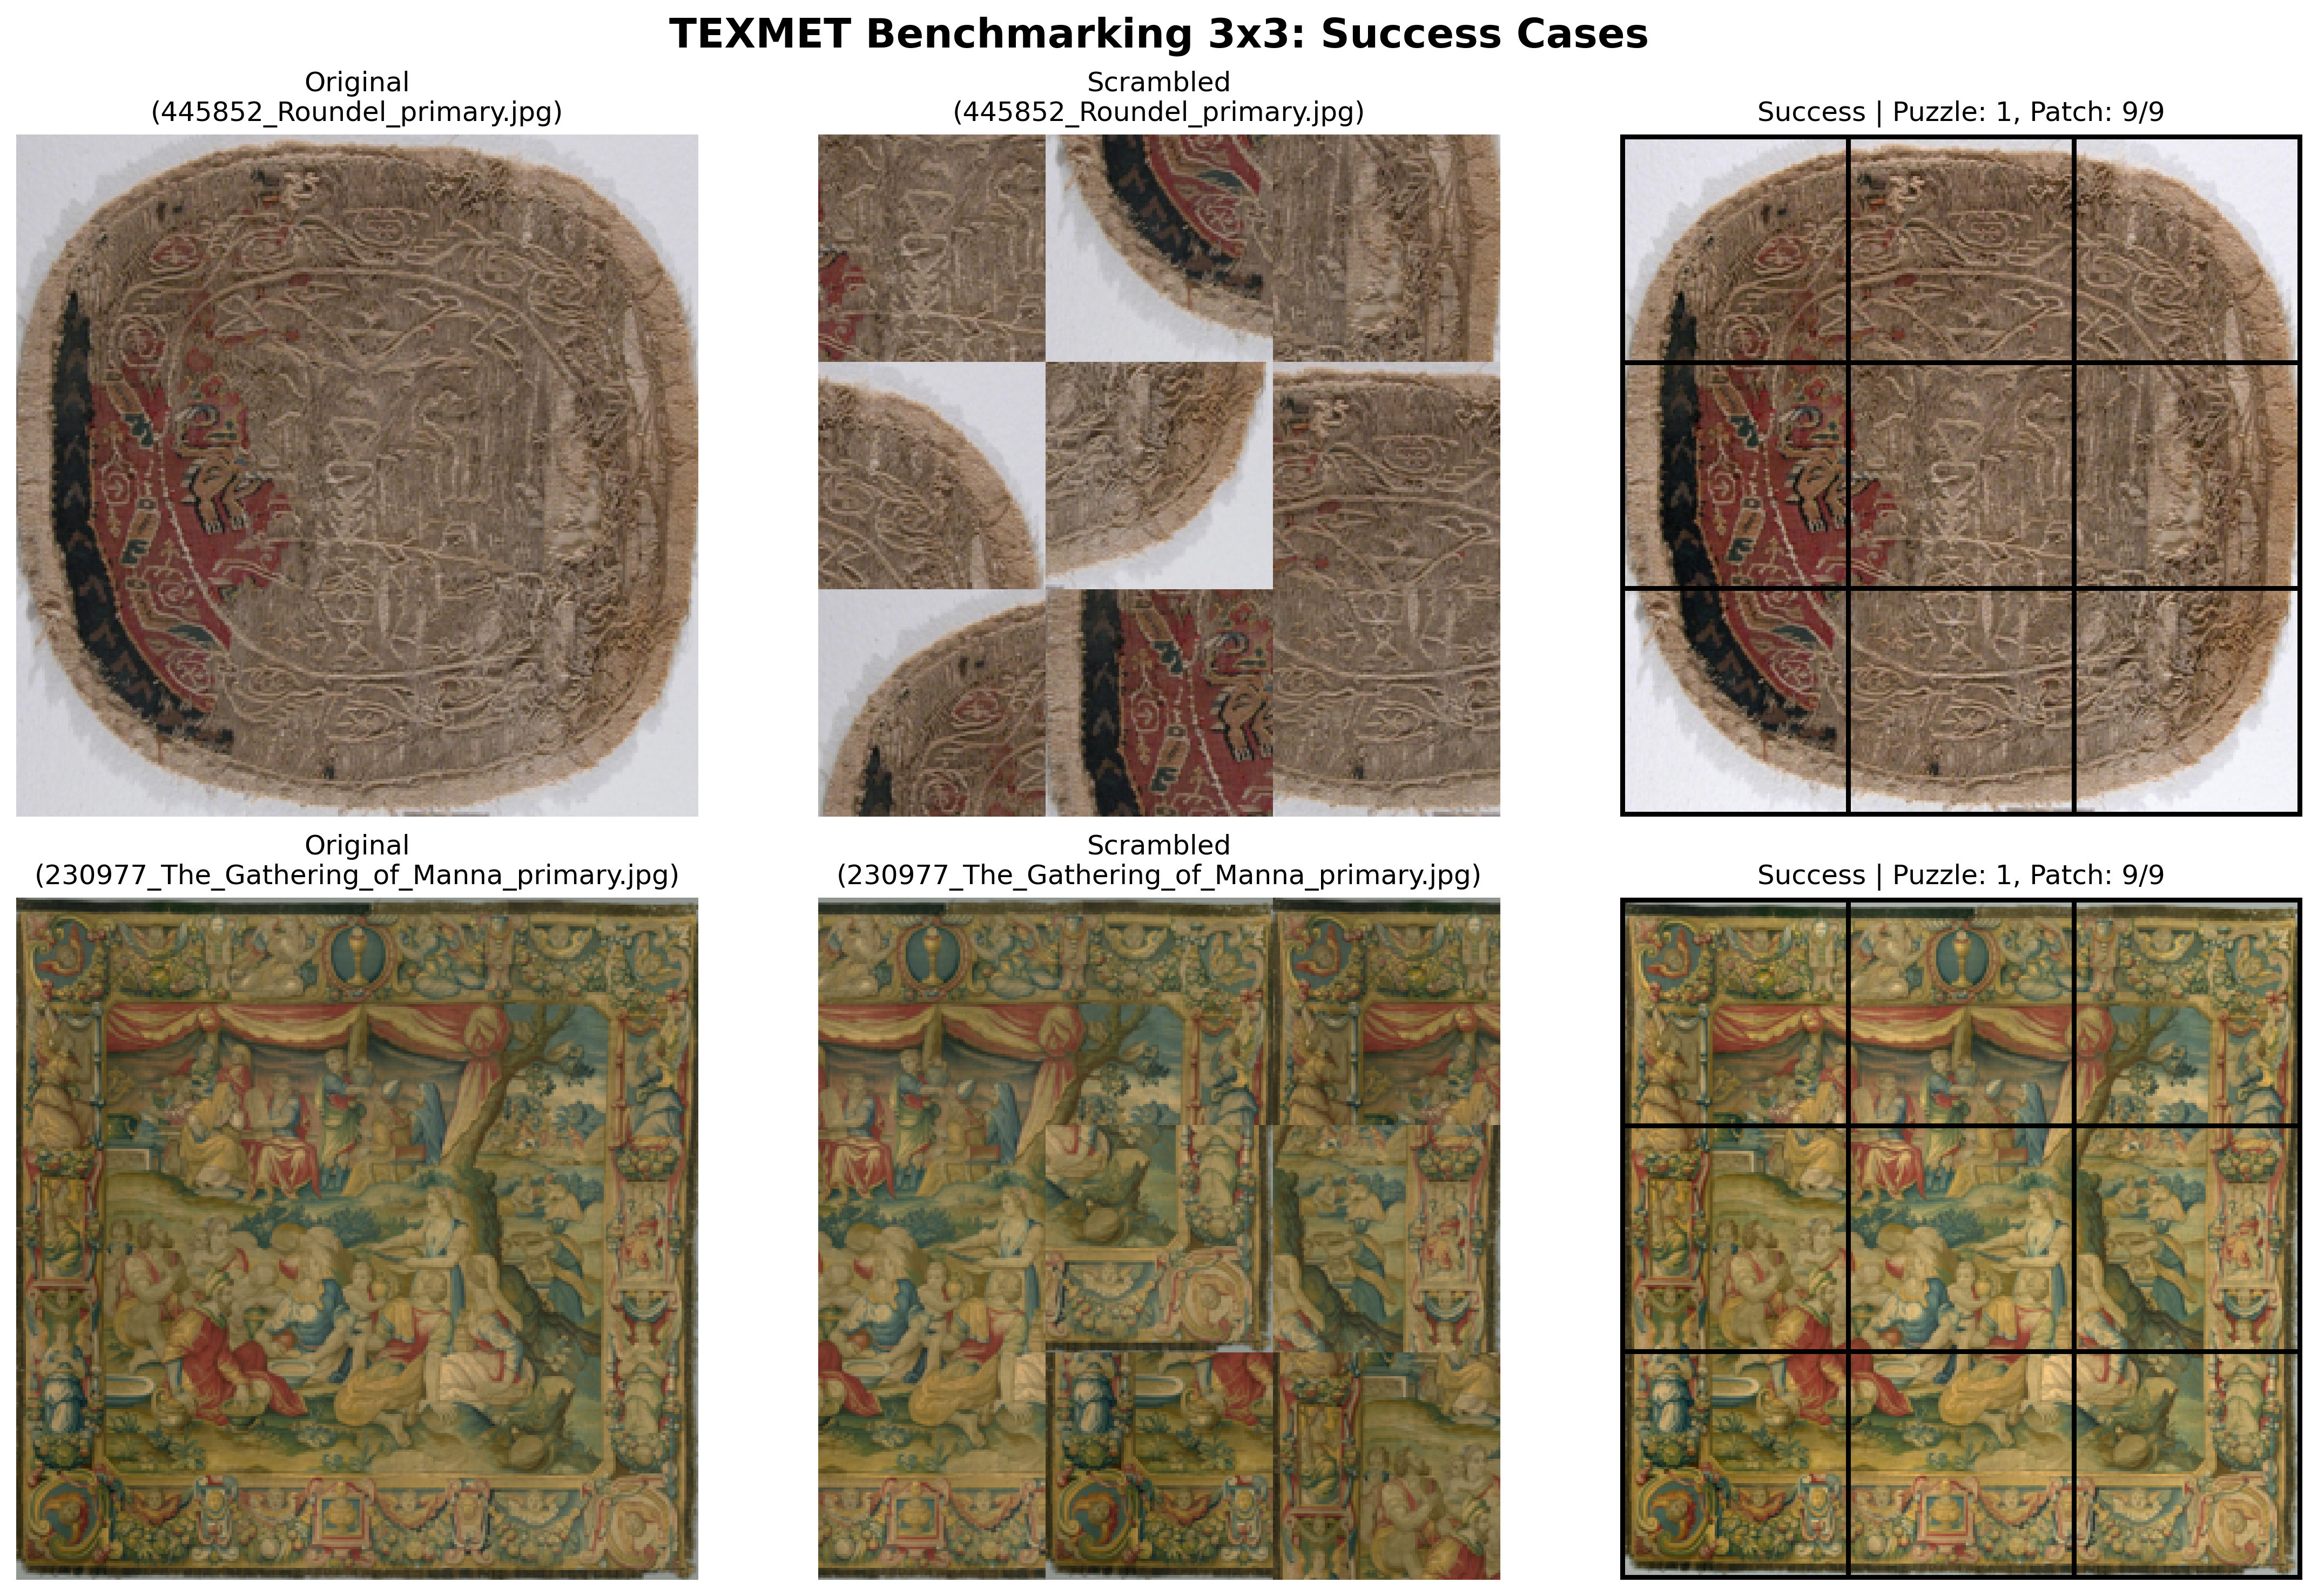 TEXMET Benchmarking 3x3: Success Cases
Original
(445852_Roundel_primary.jpg)
Scrambled
(445852_Roundel_primary.jpg)
Success | Puzzle: 1, Patch: 9/9
Original
(230977_The_Gathering_of_Manna_primary.jpg)
Scrambled
(230977_The_Gathering_of_Manna_primary.jpg)
Success | Puzzle: 1, Patch: 9/9